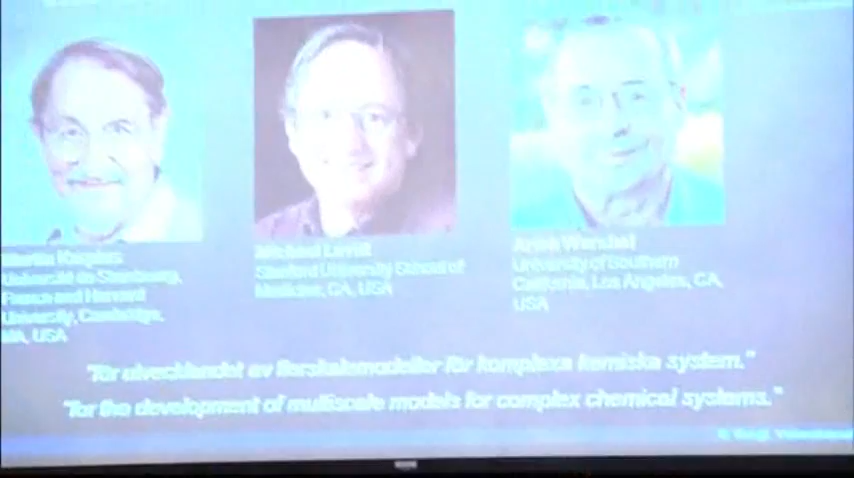 Martin Karplus
Université de Strasbourg,
France and Harvard
University, Cambridge,
MA, USA
Michael Levitt
Stanford University School of
Medicine, CA, USA
Arieh Warshel
University of Southern
California, Los Angeles, CA,
USA
"för utvecklandet av flerskalemodeller för komplexa kemiska system."
"for the development of multiscale models for complex chemical systems."